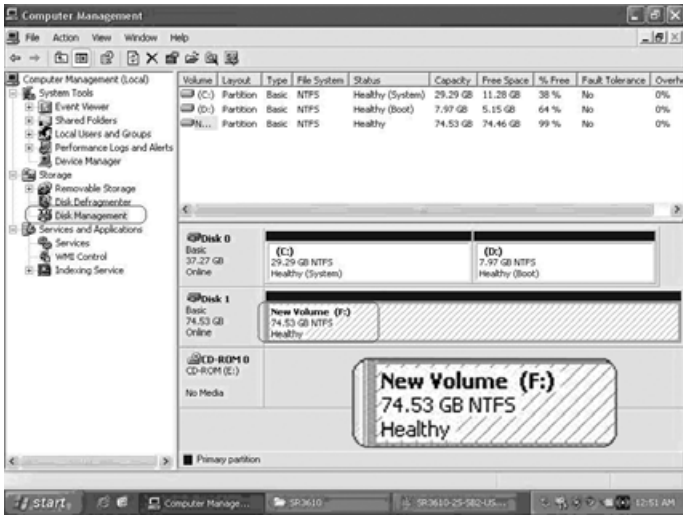 Computer Management
File Action View Window Help
Computer Management (Local)
System Tools
Event Viewer
Shared Folders
Local Users and Groups
Performance Logs and Alerts
Device Manager
Storage
Removable Storage
Disk Defragmenter
Disk Management
Services and Applications
Services
WMI Control
Indexing Service
Volume Layout Type File System Status Capacity Free Space % Free Fault Tolerance Overhe
(C:) Partition Basic NTFS Healthy (System) 29.29 GB 11.28 GB 38 % No 0%
(D:) Partition Basic NTFS Healthy (Boot) 7.97 GB 5.15 GB 64 % No 0%
N... Partition Basic NTFS Healthy 74.53 GB 74.46 GB 99 % No 0%
Disk 0
Basic
37.27 GB
Online
(C:)
29.29 GB NTFS
Healthy (System)
(D:)
7.97 GB NTFS
Healthy (Boot)
Disk 1
Basic
74.53 GB
Online
New Volume (F:)
74.53 GB NTFS
Healthy
CD-ROM 0
CD-ROM (E:)
No Media
New Volume (F:)
74.53 GB NTFS
Healthy
Primary partition
start
Computer Manage...
SR3610
SR3610-2S-SB2-US...
12:51 AM